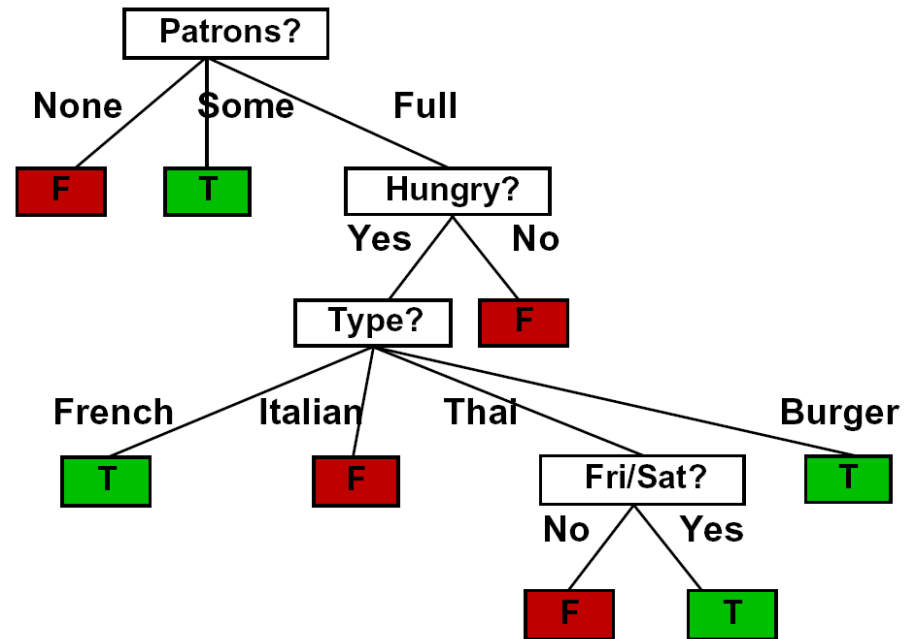 Patrons?
None Some Full
F T Hungry?
Yes No
Type? F
French Italian Thai Burger
T F Fri/Sat? T
No Yes
F T